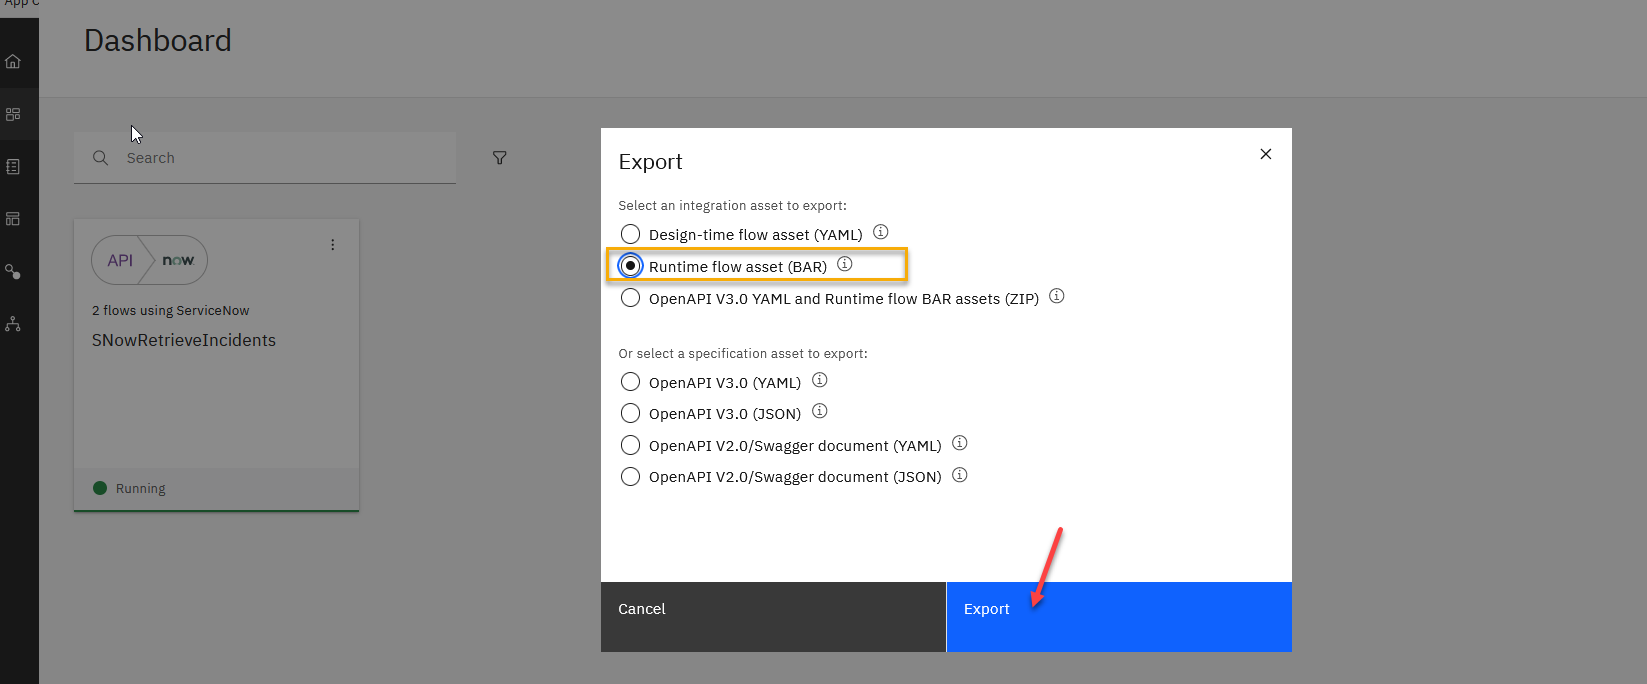 App
Dashboard
Search
Export
Select an integration asset to export:
Design-time flow asset (YAML)
Runtime flow asset (BAR)
OpenAPI V3.0 YAML and Runtime flow BAR assets (ZIP)
API now
2 flows using ServiceNow
SNowRetrieveIncidents
Or select a specification asset to export:
OpenAPI V3.0 (YAML)
OpenAPI V3.0 (JSON)
OpenAPI V2.0/Swagger document (YAML)
OpenAPI V2.0/Swagger document (JSON)
Running
Cancel
Export